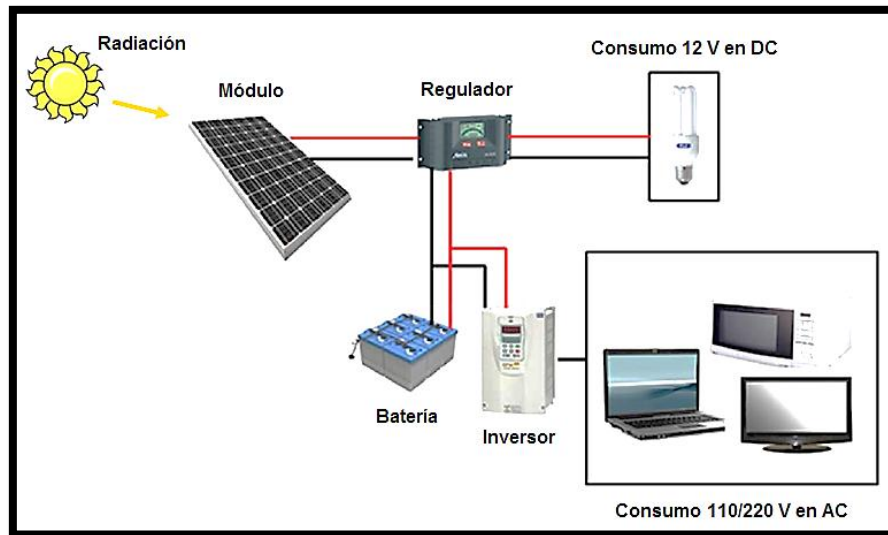 Radiación
Módulo
Regulador
Consumo 12 V en DC
Batería
Inversor
Consumo 110/220 V en AC